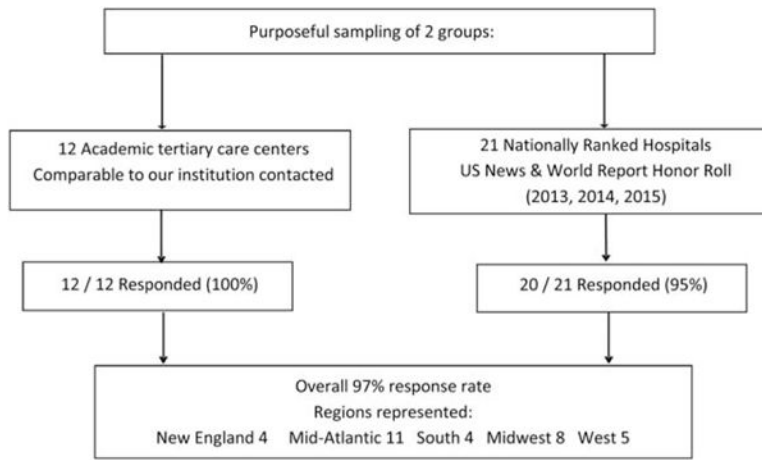 Purposeful sampling of 2 groups:
12 Academic tertiary care centers
Comparable to our institution contacted
21 Nationally Ranked Hospitals
US News & World Report Honor Roll
(2013, 2014, 2015)
12 / 12 Responded (100%)
20 / 21 Responded (95%)
Overall 97% response rate
Regions represented:
New England 4 Mid-Atlantic 11 South 4 Midwest 8 West 5